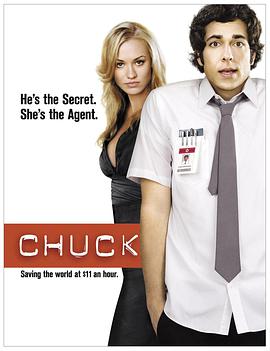 He's the Secret.
She's the Agent.
CHUCK
Saving the world at $11 an hour.